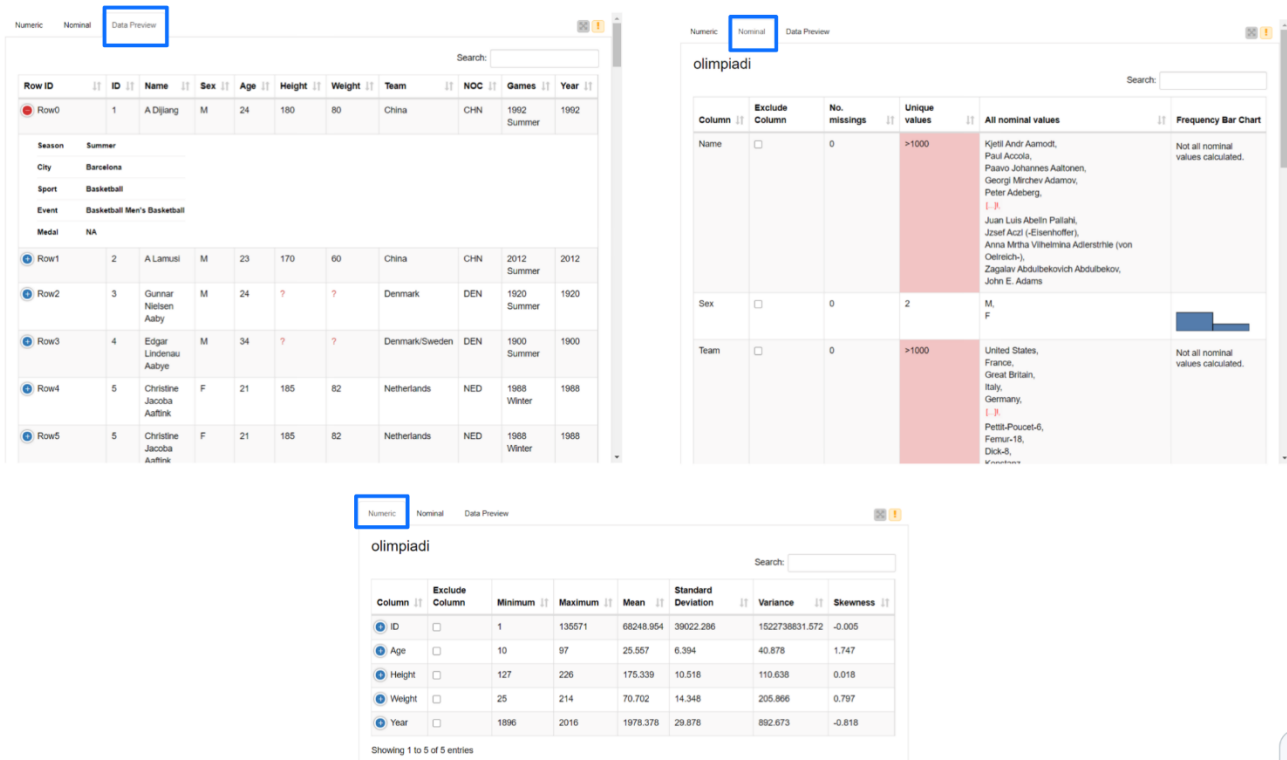 Numeric Nominal Data Preview
Search:
Row ID ID Name Sex Age Height Weight Team NOC Games Year
Row0 1 A Dijiang M 24 180 80 China CHN 1992 1992
Summer
Season Summer
City Barcelona
Sport Basketball
Event Basketball Men's Basketball
Medal NA
Row1 2 A Lamusi M 23 170 60 China CHN 2012 2012
Summer
Row2 3 Gunnar M 24 ? ? Denmark DEN 1920 1920
Nielsen Summer
Aaby
Row3 4 Edgar M 34 ? ? Denmark/Sweden DEN 1900 1900
Lindenau Summer
Aabye
Row4 5 Christine F 21 185 82 Netherlands NED 1988 1988
Jacoba Winter
Aaftink
Row5 5 Christine F 21 185 82 Netherlands NED 1988 1988
Jacoba Winter
Aaftink
Numeric Nominal Data Preview
olimpiadi
Search:
Column Exclude Column No. missings Unique values All nominal values Frequency Bar Chart
Name 0 >1000 Kjetil Andr Aamodt, Not all nominal
Paul Accola, values calculated.
Paavo Johannes Aaltonen,
Georgi Mirchev Adamov,
Peter Adeberg,
[...],
Juan Luis Abelln Pallahi,
Jzsef Aczl (-Eisenhoffer),
Anna Mrtha Vilhelmina Adlerstrhle (von
Oelreich-),
Zagalav Abdulbekovich Abdulbekov,
John E. Adams
Sex 0 2 M,
F
Team 0 >1000 United States, Not all nominal
France, values calculated.
Great Britain,
Italy,
Germany,
[...],
Pettit-Poucet-6,
Femur-18,
Dick-8,
Konstanz
Numeric Nominal Data Preview
olimpiadi
Search:
Column Exclude Column Minimum Maximum Mean Standard Deviation Variance Skewness
ID 1 135571 68248.954 39022.286 1522738831.572 -0.005
Age 10 97 25.557 6.394 40.878 1.747
Height 127 226 175.339 10.518 110.638 0.018
Weight 25 214 70.702 14.348 205.866 0.797
Year 1896 2016 1978.378 29.878 892.673 -0.818
Showing 1 to 5 of 5 entries